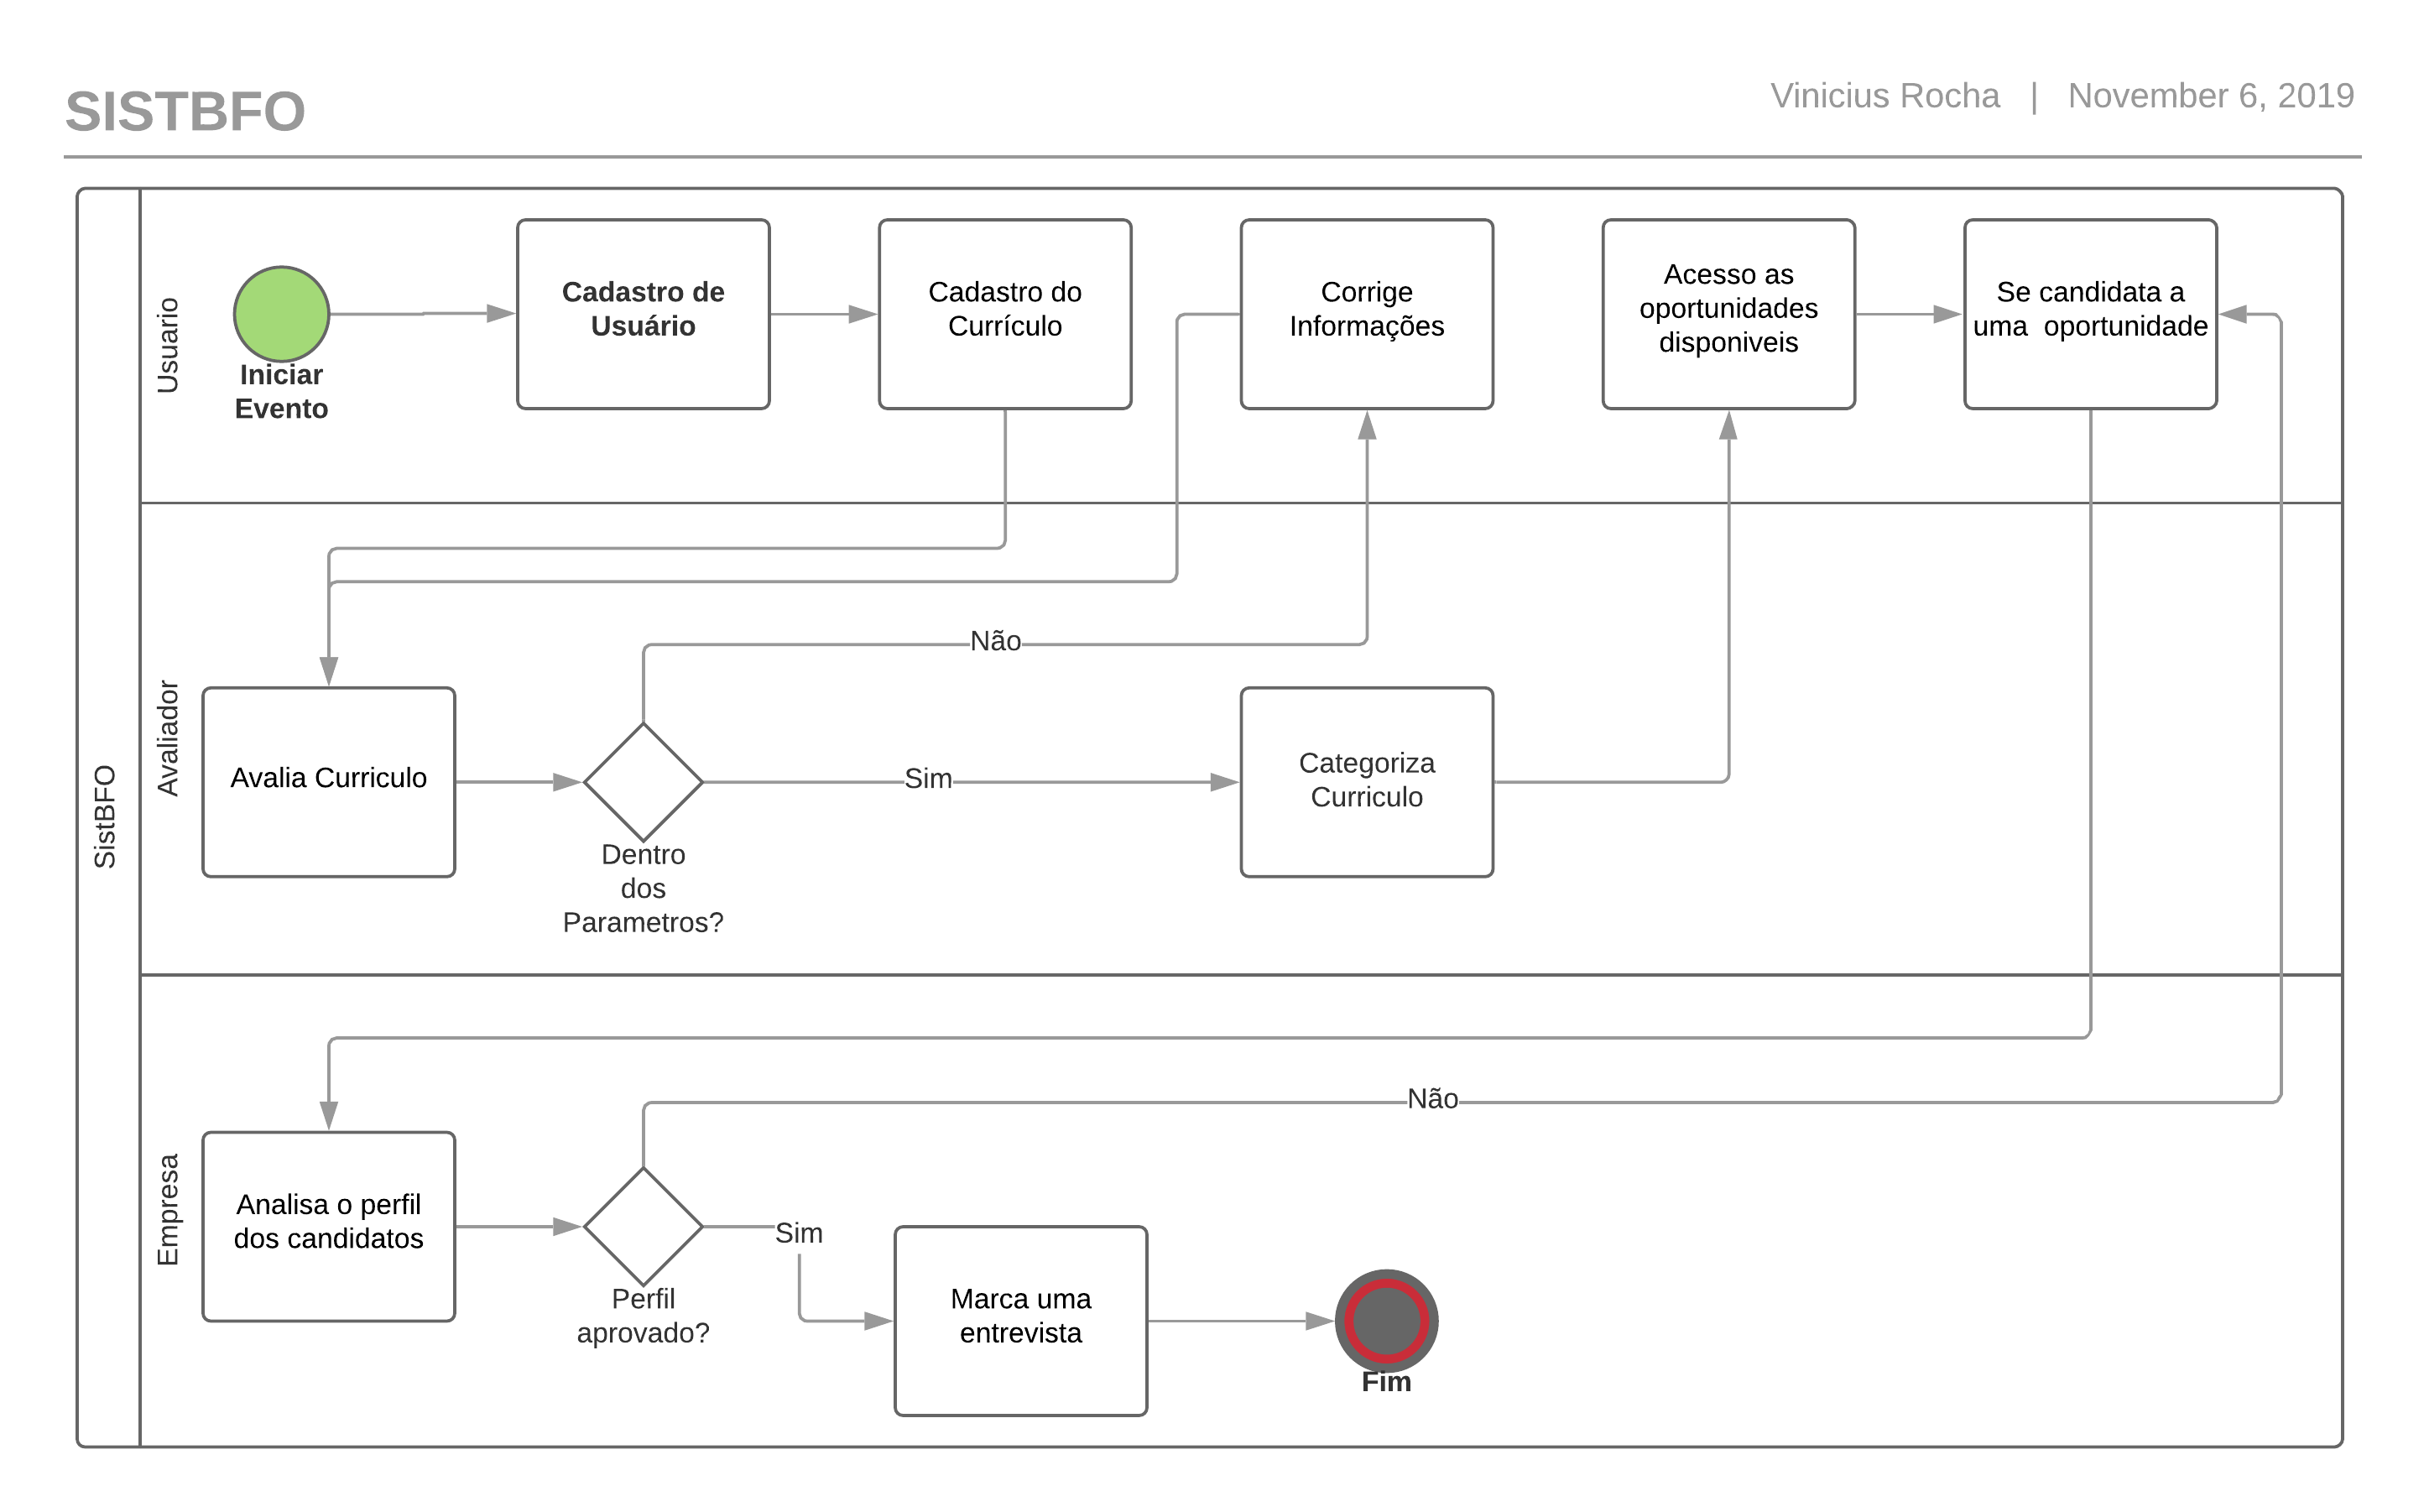 SISTBFO
Vinicius Rocha | November 6, 2019
SistBFO
Usuario
Iniciar
Evento
Cadastro de
Usuário
Cadastro do
Currículo
Corrige
Informações
Acesso as
oportunidades
disponiveis
Se candidata a
uma oportunidade
Avaliador
Avalia Curriculo
Dentro
dos
Parametros?
Não
Sim
Categoriza
Curriculo
Empresa
Analisa o perfil
dos candidatos
Perfil
aprovado?
Não
Sim
Marca uma
entrevista
Fim